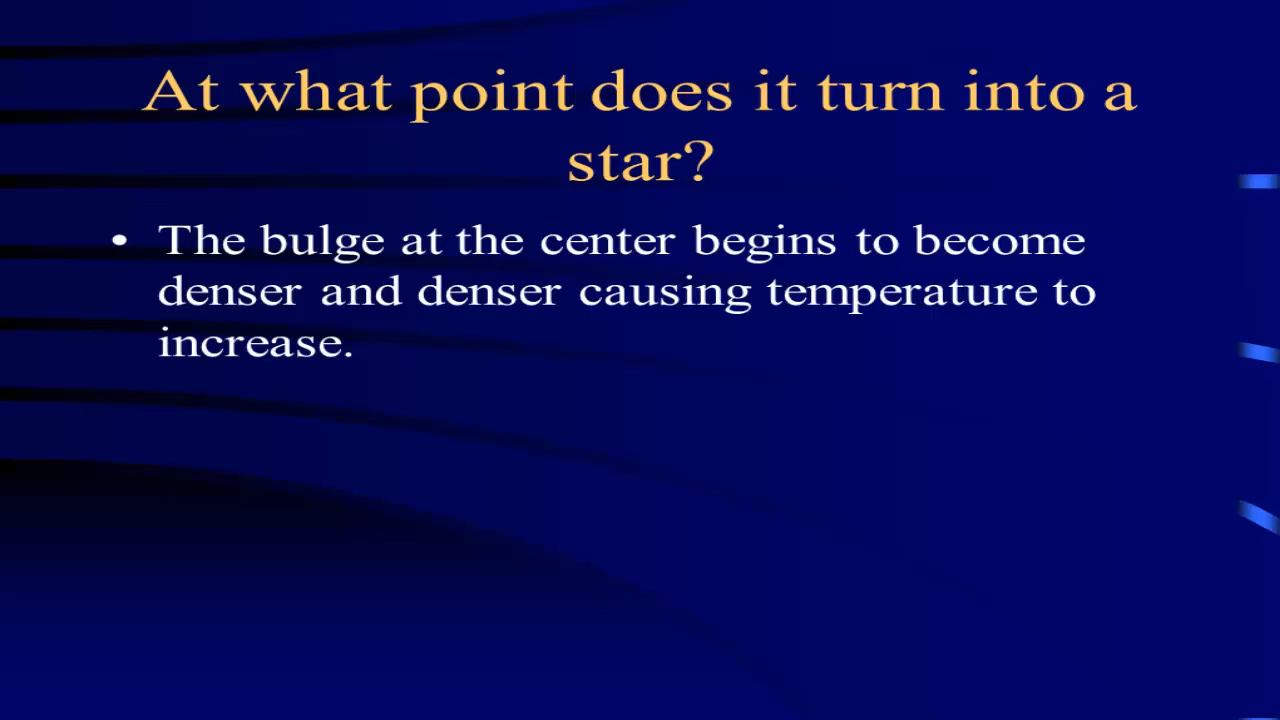 At what point does it turn into a
star?
• The bulge at the center begins to become
denser and denser causing temperature to
increase.